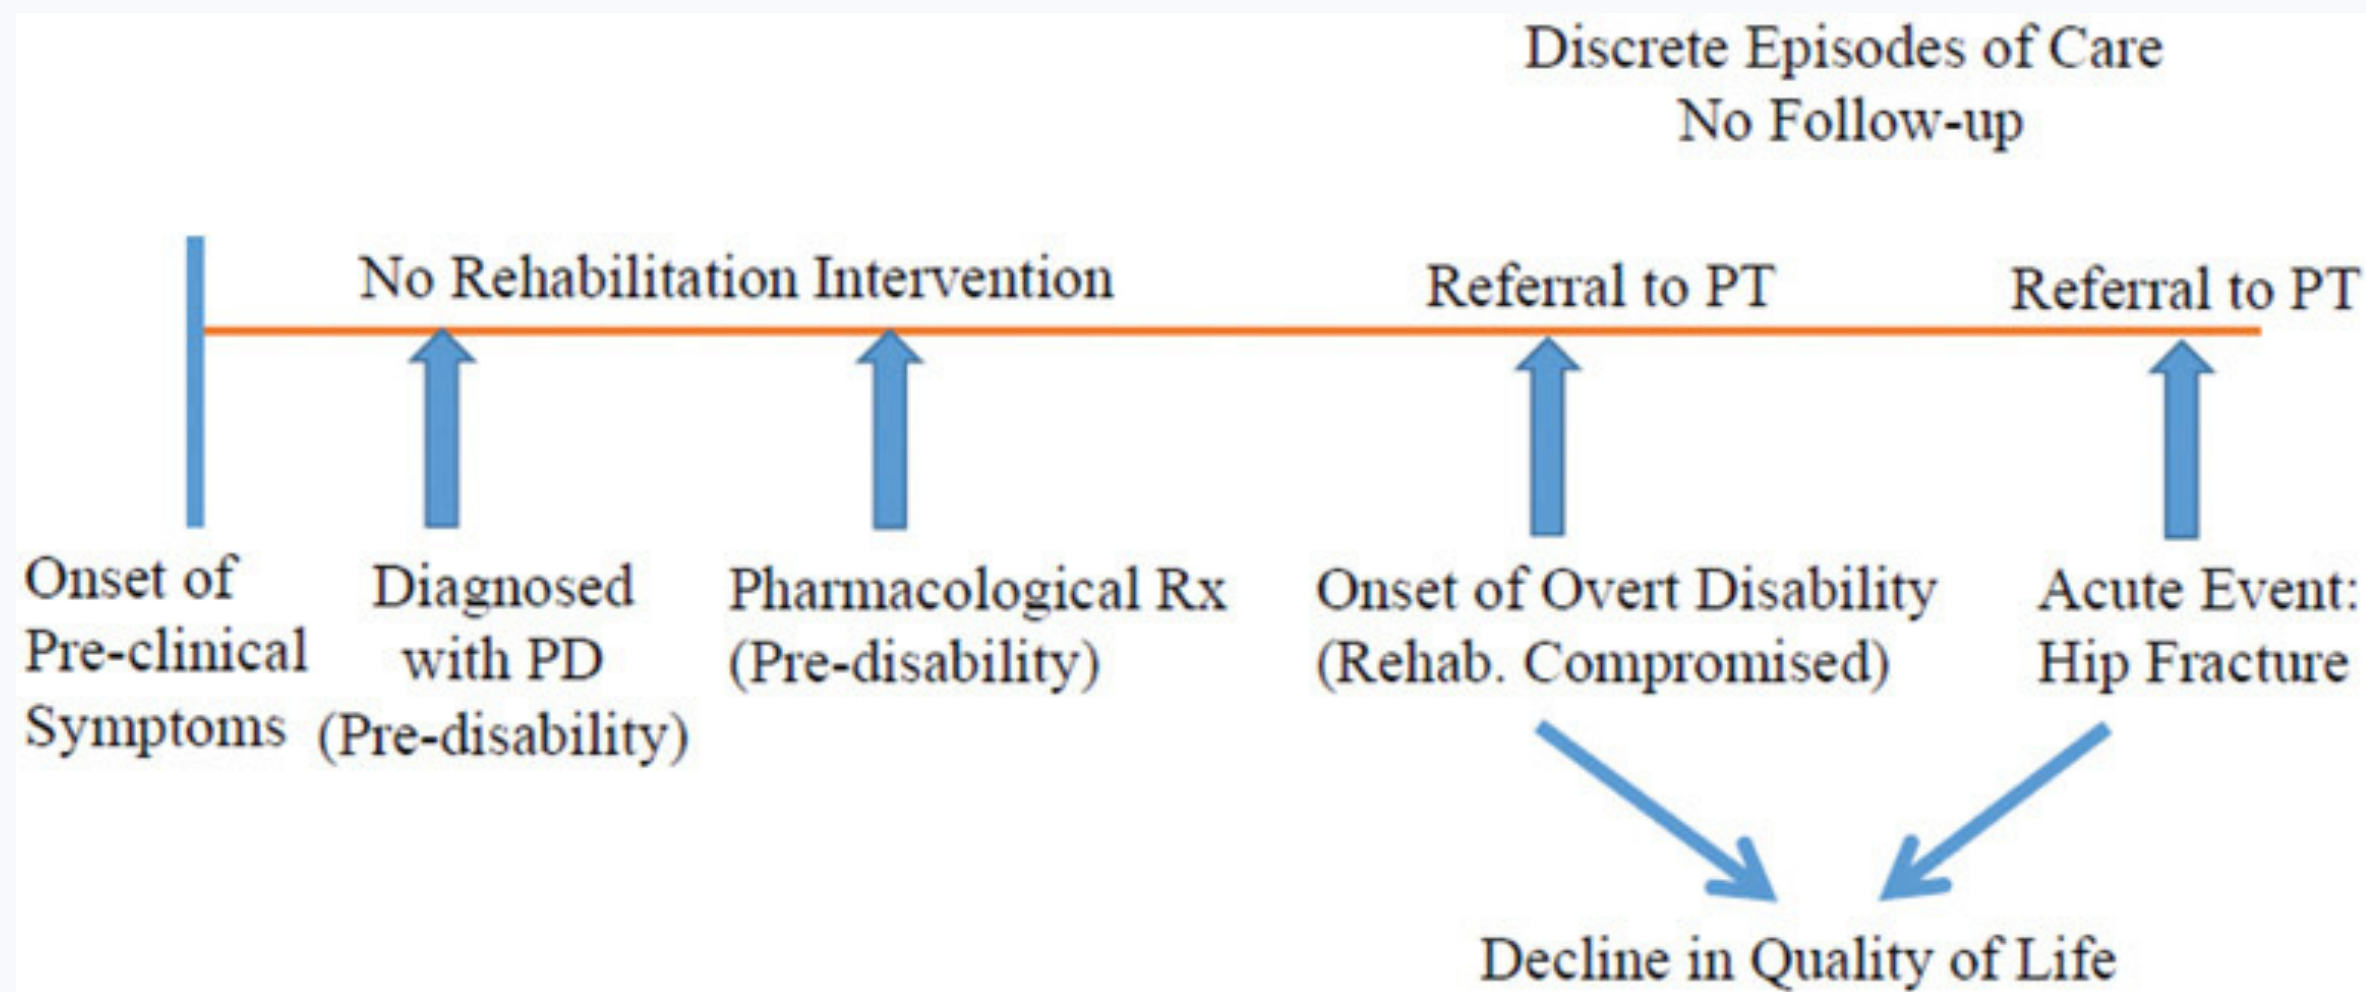 Discrete Episodes of Care
No Follow-up
No Rehabilitation Intervention
Referral to PT
Referral to PT
Onset of
Pre-clinical
Symptoms
Diagnosed
with PD
(Pre-disability)
Pharmacological Rx
(Pre-disability)
Onset of Overt Disability
(Rehab. Compromised)
Acute Event:
Hip Fracture
Decline in Quality of Life